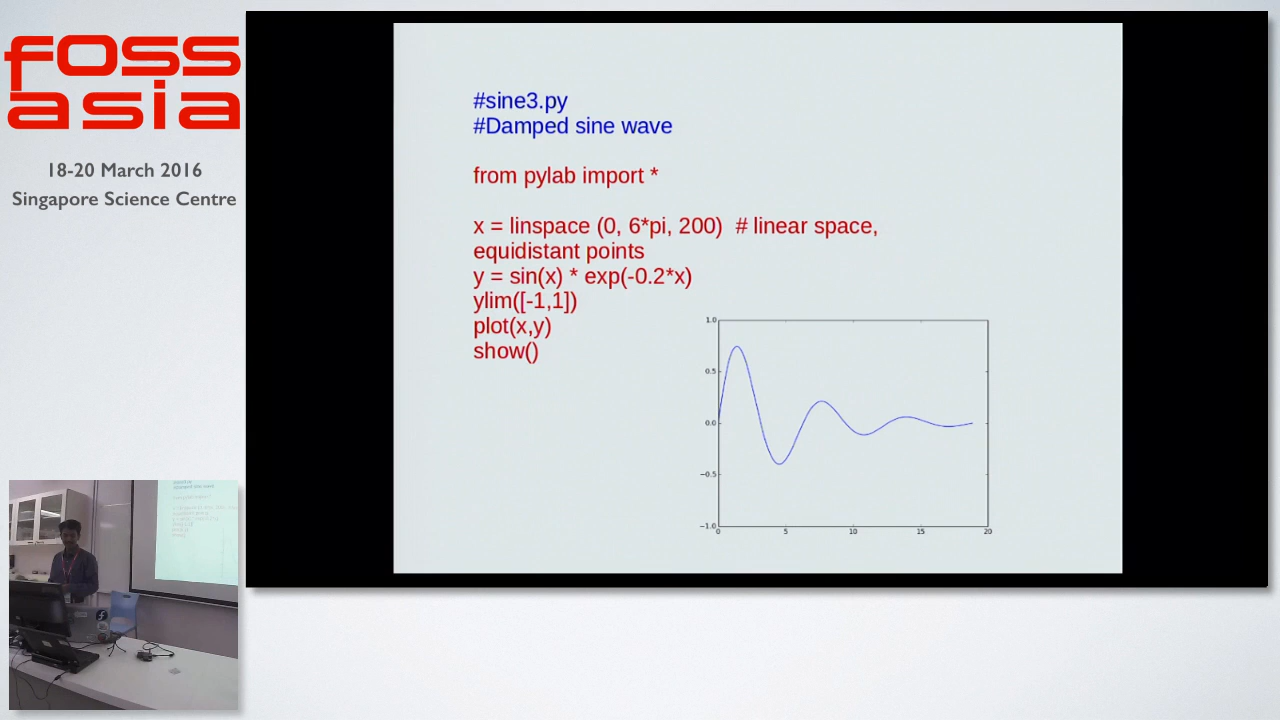 foss
asia
18-20 March 2016
Singapore Science Centre
#sine3.py
#Damped sine wave
from pylab import *
x = linspace (0, 6*pi, 200)  # linear space,
equidistant points
y = sin(x) * exp(-0.2*x)
ylim([-1,1])
plot(x,y)
show()
1.0
0.5
0.0
−0.5
−1.0
0 5 10 15 20